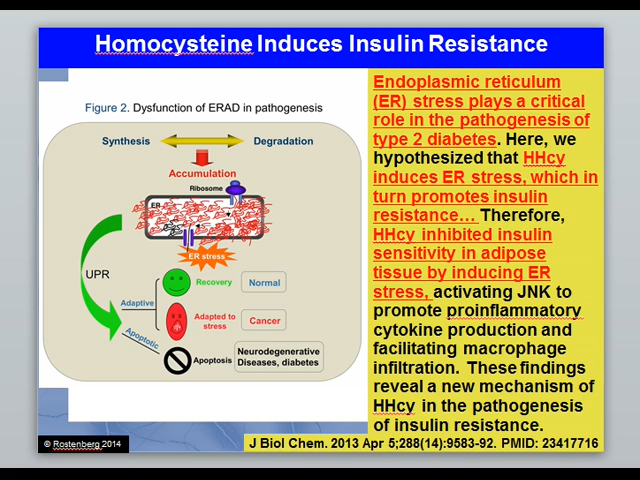 Homocysteine Induces Insulin Resistance
Figure 2. Dysfunction of ERAD in pathogenesis
Synthesis
Degradation
Accumulation
Ribosome
ER
ER stress
UPR
Adaptive
Apoptotic
Recovery
Normal
Adapted to
stress
Cancer
Apoptosis
Neurodegenerative
Diseases, diabetes
Endoplasmic reticulum
(ER) stress plays a critical
role in the pathogenesis of
type 2 diabetes. Here, we
hypothesized that HHcy
induces ER stress, which in
turn promotes insulin
resistance… Therefore,
HHcy inhibited insulin
sensitivity in adipose
tissue by inducing ER
stress, activating JNK to
promote proinflammatory
cytokine production and
facilitating macrophage
infiltration. These findings
reveal a new mechanism of
HHcy in the pathogenesis
of insulin resistance.
© Rostenberg 2014
J Biol Chem. 2013 Apr 5;288(14):9583-92. PMID: 23417716